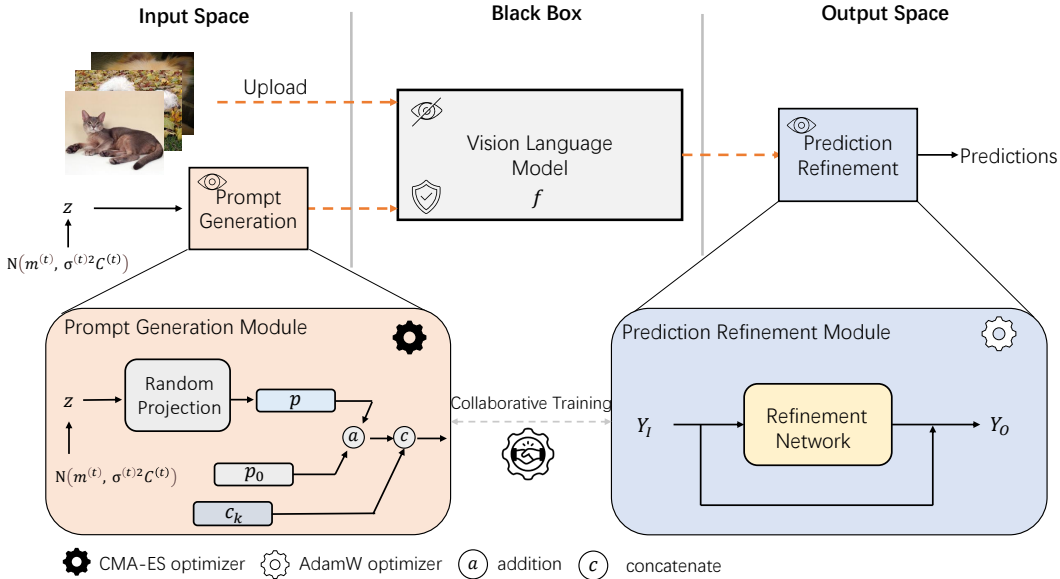 Input Space
Black Box
Output Space
Upload
Vision Language
Model
f
Prediction
Refinement
Predictions
z
Prompt
Generation
N(m^(t), σ^(t)2 C^(t))
Prompt Generation Module
Random
Projection
z
p
a
c
N(m^(t), σ^(t)2 C^(t))
p_0
c_k
Collaborative Training
Prediction Refinement Module
Y_I
Refinement
Network
Y_O
CMA-ES optimizer
AdamW optimizer
a addition
c concatenate